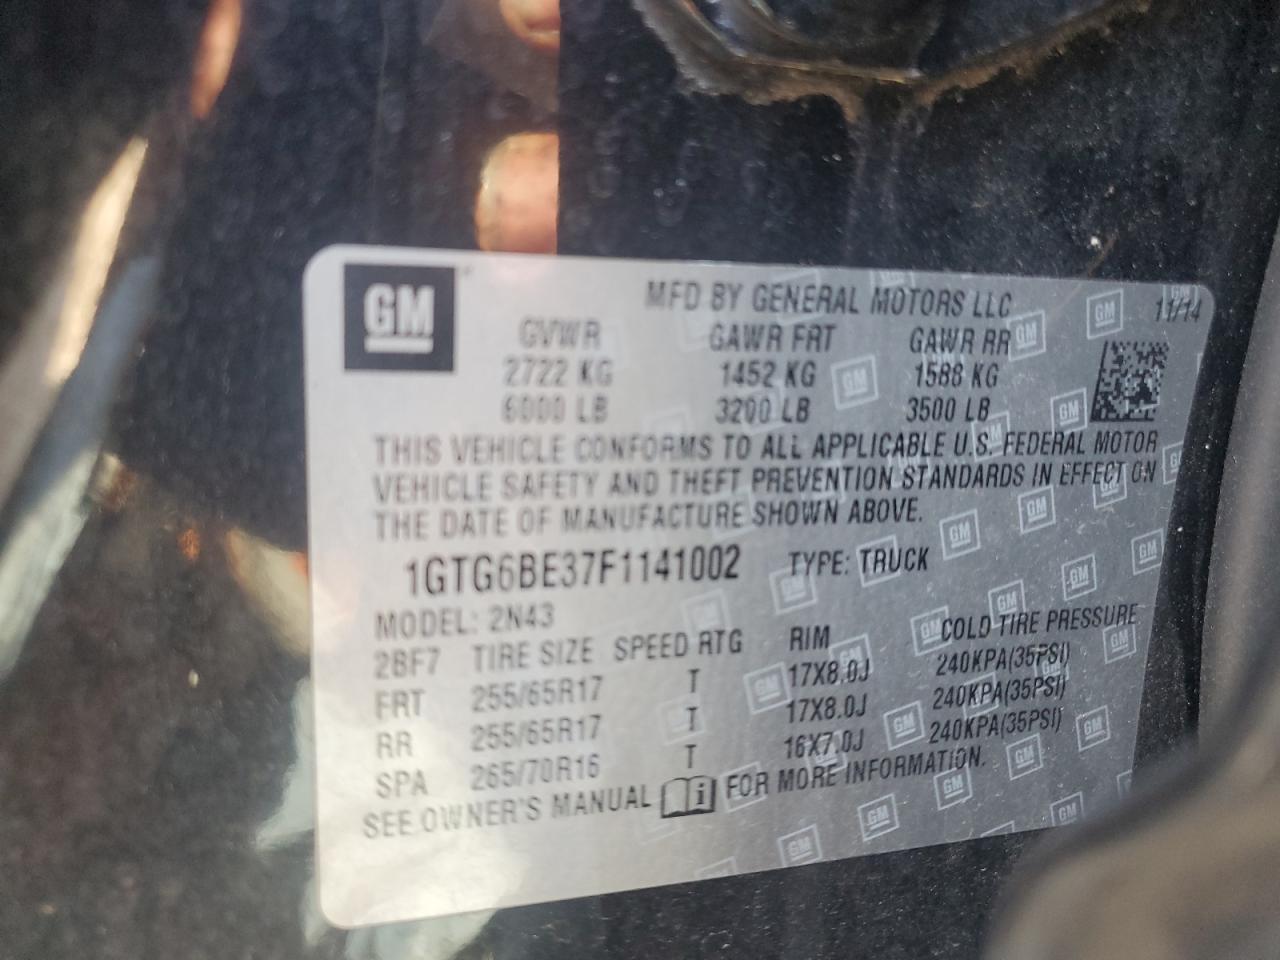 GM
MFD BY GENERAL MOTORS LLC 11/14
GVWR GAWR FRT GAWR RR
2722 KG 1452 KG 1588 KG
6000 LB 3200 LB 3500 LB
THIS VEHICLE CONFORMS TO ALL APPLICABLE U.S. FEDERAL MOTOR
VEHICLE SAFETY AND THEFT PREVENTION STANDARDS IN EFFECT ON
THE DATE OF MANUFACTURE SHOWN ABOVE.
1GTG6BE37F1141002 TYPE: TRUCK
MODEL: 2N43
2BF7 TIRE SIZE SPEED RTG RIM COLD TIRE PRESSURE
FRT 255/65R17 T 17X8.0J 240KPA(35PSI)
RR 255/65R17 T 17X8.0J 240KPA(35PSI)
SPA 265/70R16 T 16X7.0J 240KPA(35PSI)
SEE OWNER'S MANUAL i FOR MORE INFORMATION.